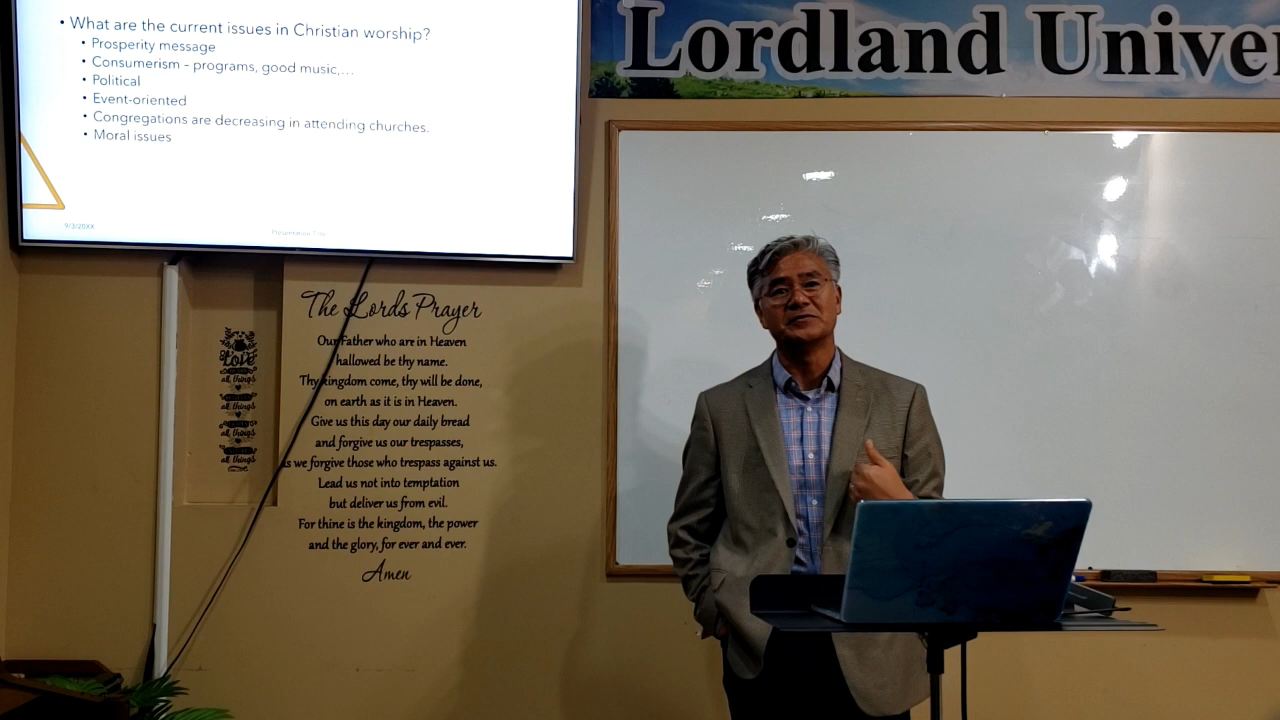 • What are the current issues in Christian worship?
• Prosperity message
• Consumerism – programs, good music,...
• Political
• Event-oriented
• Congregations are decreasing in attending churches.
• Moral issues
9/3/20XX
Presentation Title
Lordland Univer
The Lords Prayer
Our Father who are in Heaven
hallowed be thy name.
Thy kingdom come, thy will be done,
on earth as it is in Heaven.
Give us this day our daily bread
and forgive us our trespasses,
as we forgive those who trespass against us.
Lead us not into temptation
but deliver us from evil.
For thine is the kingdom, the power
and the glory, for ever and ever.
Amen
love
all things
all things
all things
all things